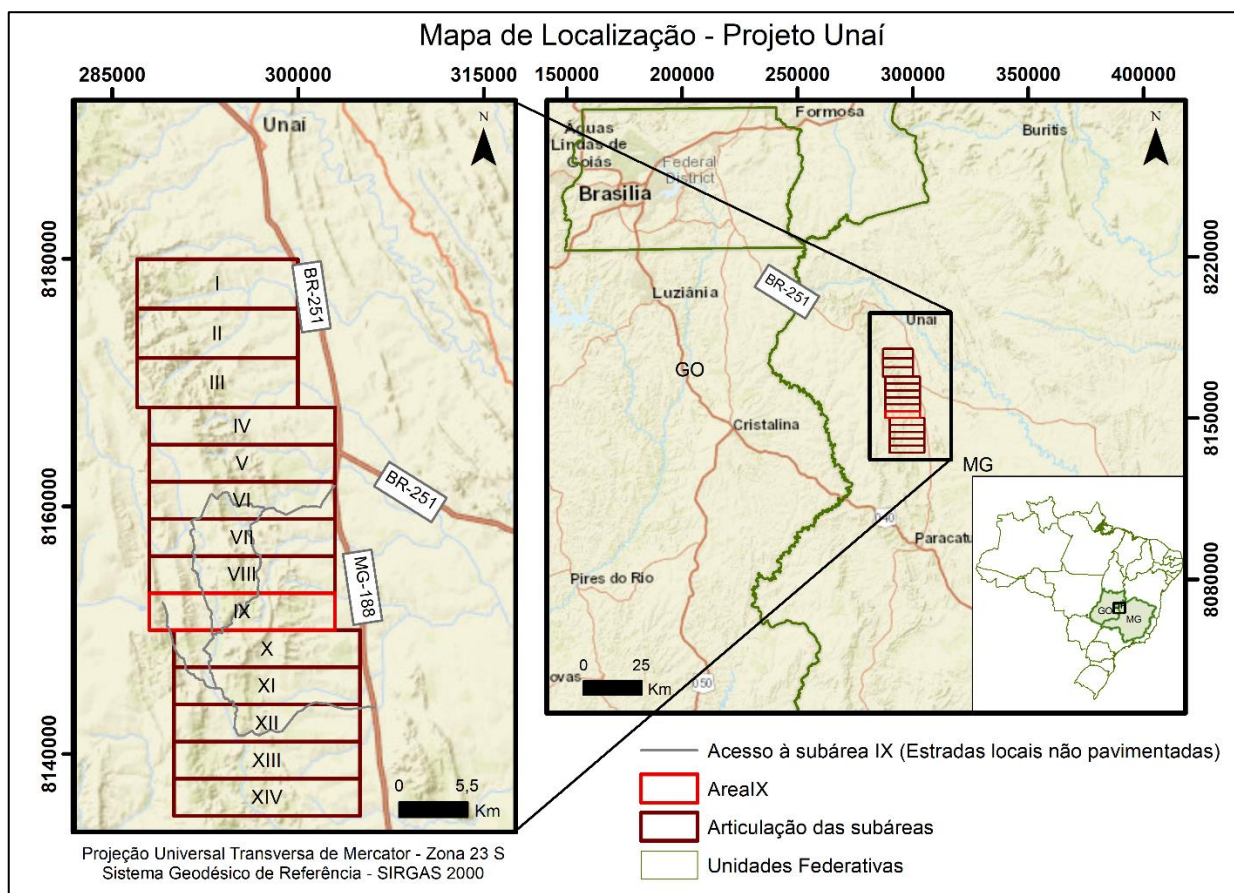 Mapa de Localização - Projeto Unaí
285000
300000
315000
150000
200000
250000
300000
350000
400000
8180000
8160000
8140000
Unaí
N
BR-251
I
II
III
IV
V
VI
VII
VIII
IX
X
XI
XII
XIII
XIV
BR-251
MG-188
0
5,5
Km
Projeção Universal Transversa de Mercator - Zona 23 S
Sistema Geodésico de Referência - SIRGAS 2000
Formosa
N
Águas
Lindas de
Goiás
Federal
District
Brasilia
Buritis
8220000
8150000
8080000
BR-251
Luziânia
Unaí
GO
Cristalina
MG
040
Paracatu
Pires do Rio
0
25
Km
ovas
050
GO
MG
Acesso à subárea IX (Estradas locais não pavimentadas)
AreaIX
Articulação das subáreas
Unidades Federativas